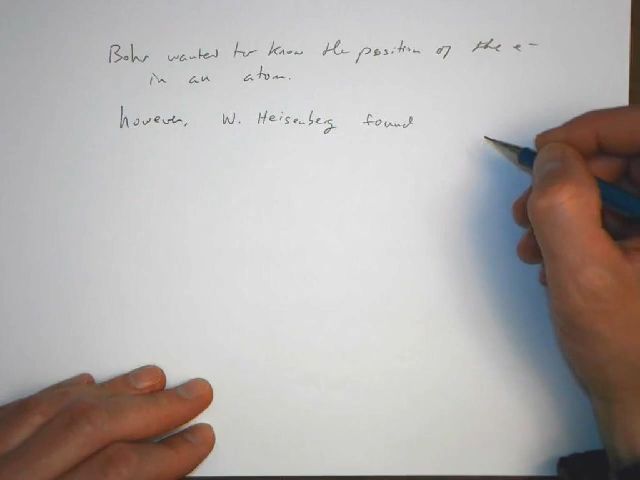 Bohr wanted to know the position of the e-
in an atom.
however, W. Heisenberg found